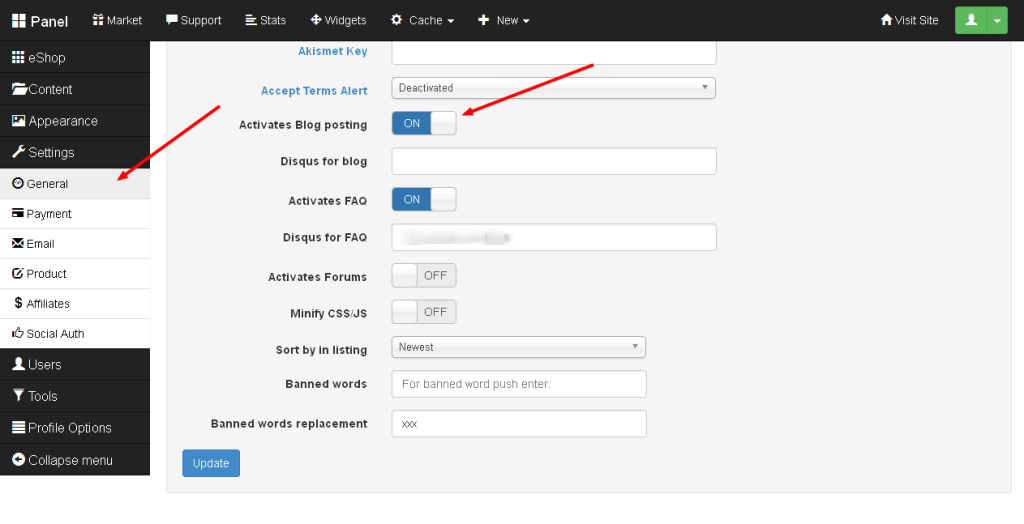 Panel Market Support Stats Widgets Cache New Visit Site
eShop
Content
Appearance
Settings
General
Payment
Email
Product
Affiliates
Social Auth
Users
Tools
Profile Options
Collapse menu
Akismet Key
Accept Terms Alert Deactivated
Activates Blog posting ON
Disqus for blog
Activates FAQ ON
Disqus for FAQ
Activates Forums OFF
Minify CSS/JS OFF
Sort by in listing Newest
Banned words For banned word push enter.
Banned words replacement xxx
Update